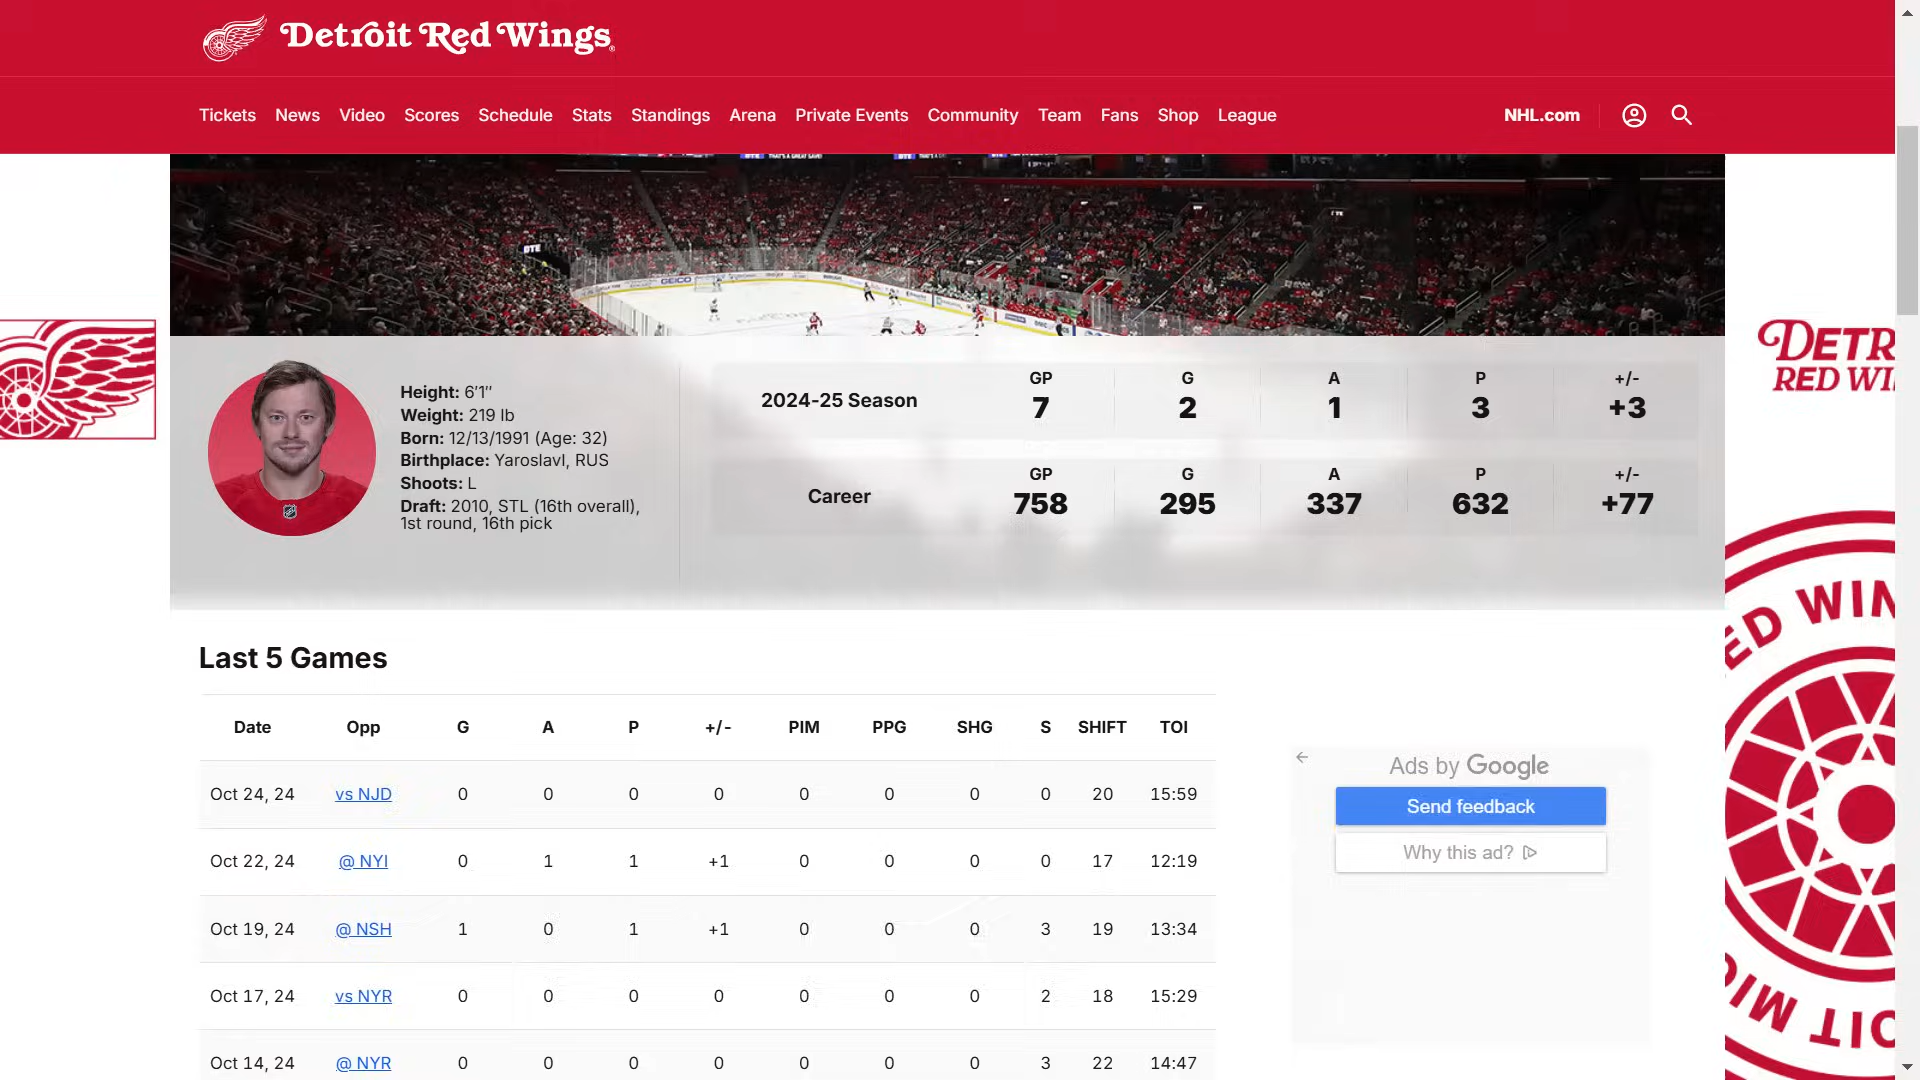 Detroit Red Wings
Tickets News Video Scores Schedule Stats Standings Arena Private Events Community Team Fans Shop League NHL.com
GEICO
DETR
RED WI
Height: 6'1''
Weight: 219 lb
Born: 12/13/1991 (Age: 32)
Birthplace: Yaroslavl, RUS
Shoots: L
Draft: 2010, STL (16th overall),
1st round, 16th pick
2024-25 Season
GP G A P +/-
7 2 1 3 +3
Career
GP G A P +/-
758 295 337 632 +77
ED WIN
Last 5 Games
Date Opp G A P +/- PIM PPG SHG S SHIFT TOI
Oct 24, 24 vs NJD 0 0 0 0 0 0 0 0 20 15:59
Oct 22, 24 @ NYI 0 1 1 +1 0 0 0 0 17 12:19
Oct 19, 24 @ NSH 1 0 1 +1 0 0 0 3 19 13:34
Oct 17, 24 vs NYR 0 0 0 0 0 0 0 2 18 15:29
Oct 14, 24 @ NYR 0 0 0 0 0 0 0 3 22 14:47
Ads by Google
Send feedback
Why this ad?
OIT MIC